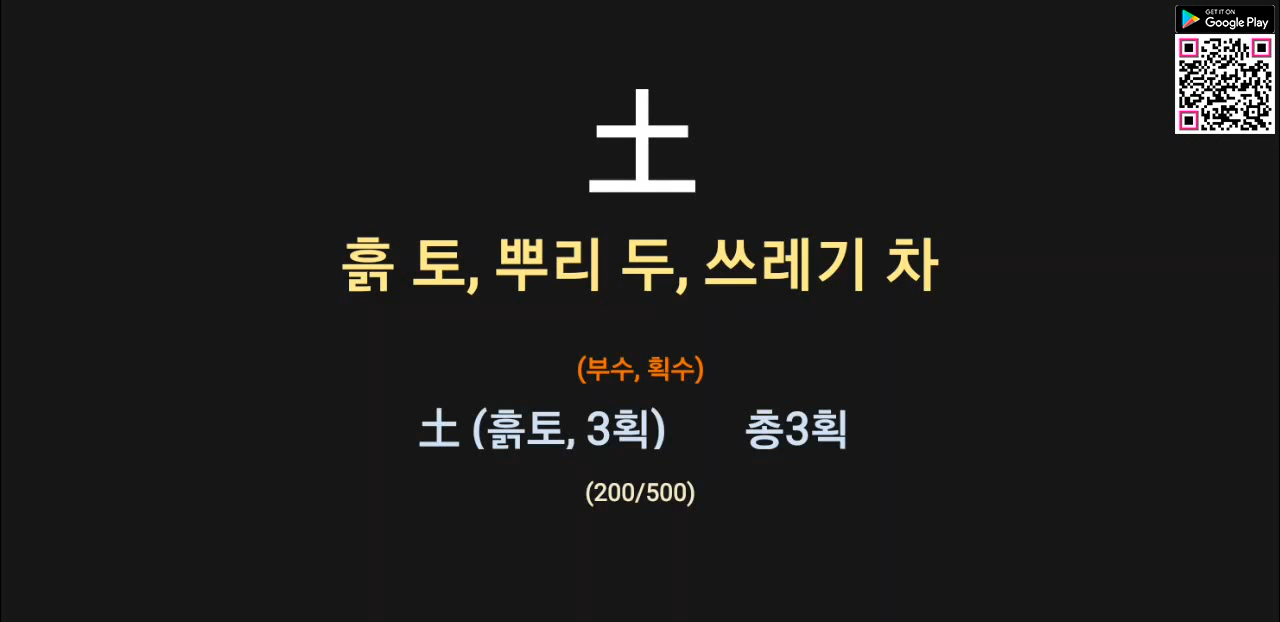 GET IT ON
Google Play
土
흙 토, 뿌리 두, 쓰레기 차
(부수, 획수)
土 (흙토, 3획) 총3획
(200/500)